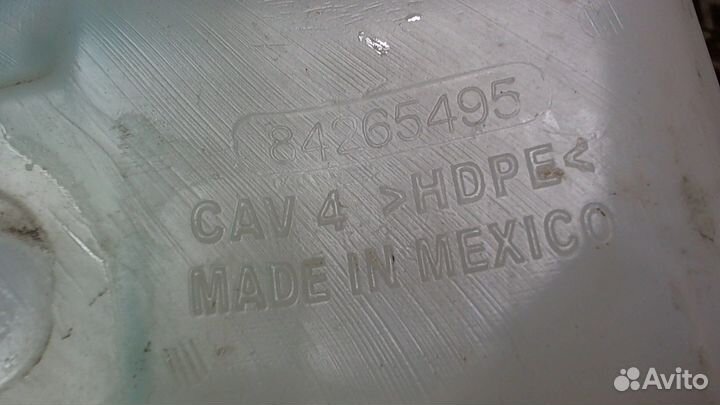 84265495
CAV 4 >HDPE<
MADE IN MEXICO
Avito